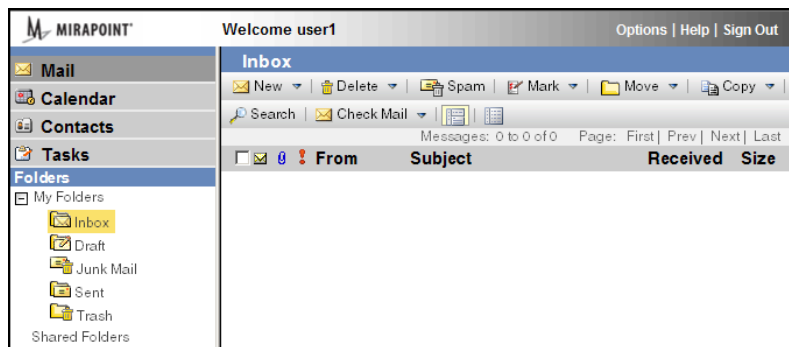 MIRAPOINT Welcome user1 Options | Help | Sign Out
Mail
Calendar
Contacts
Tasks
Folders
My Folders
Inbox
Draft
Junk Mail
Sent
Trash
Shared Folders
Inbox
New | Delete | Spam | Mark | Move | Copy |
Search | Check Mail | |
Messages: 0 to 0 of 0 Page: First| Prev| Next| Last
From Subject Received Size